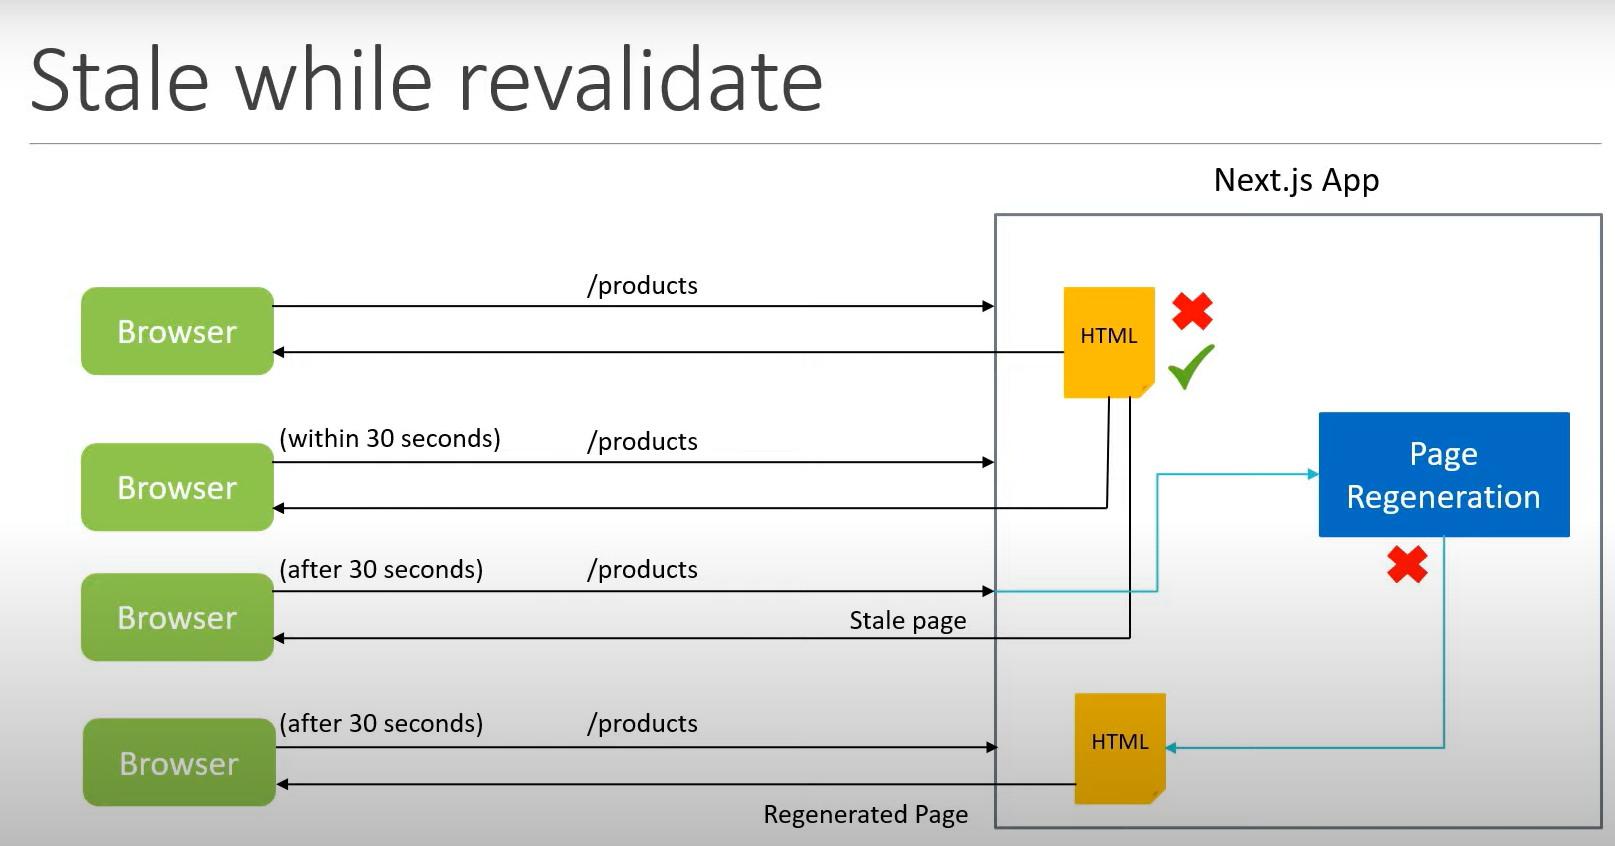 Stale while revalidate
Next.js App
/products
Browser
HTML
(within 30 seconds)
/products
Browser
Page
Regeneration
(after 30 seconds)
/products
Browser
Stale page
(after 30 seconds)
/products
Browser
HTML
Regenerated Page